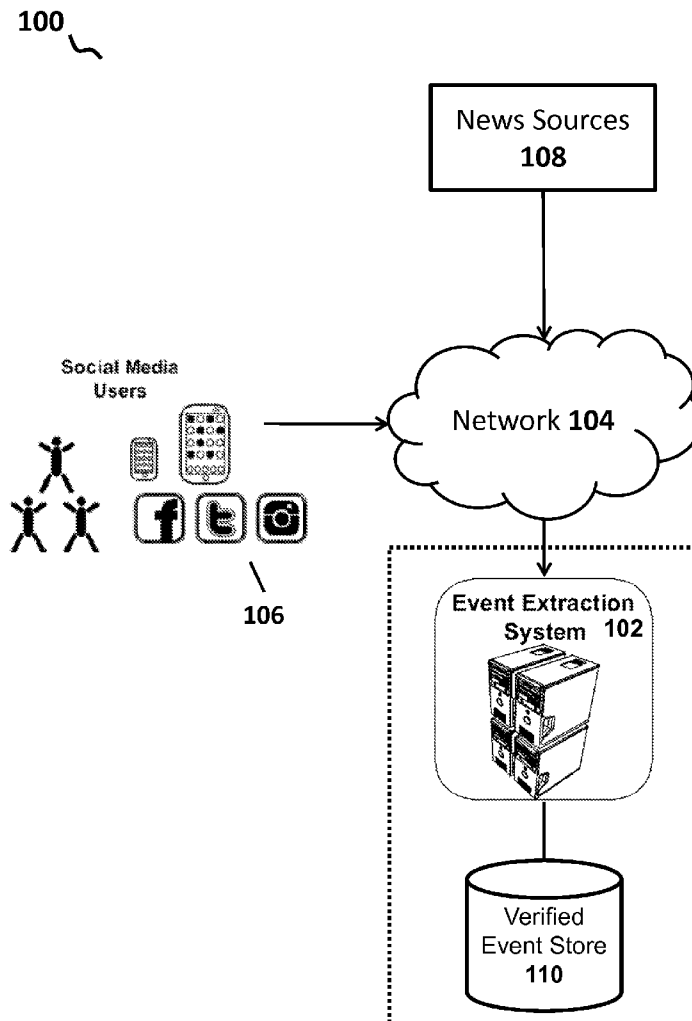 100
News Sources
108
Social Media
Users
Network 104
f
t
106
Event Extraction
System 102
Verified
Event Store
110